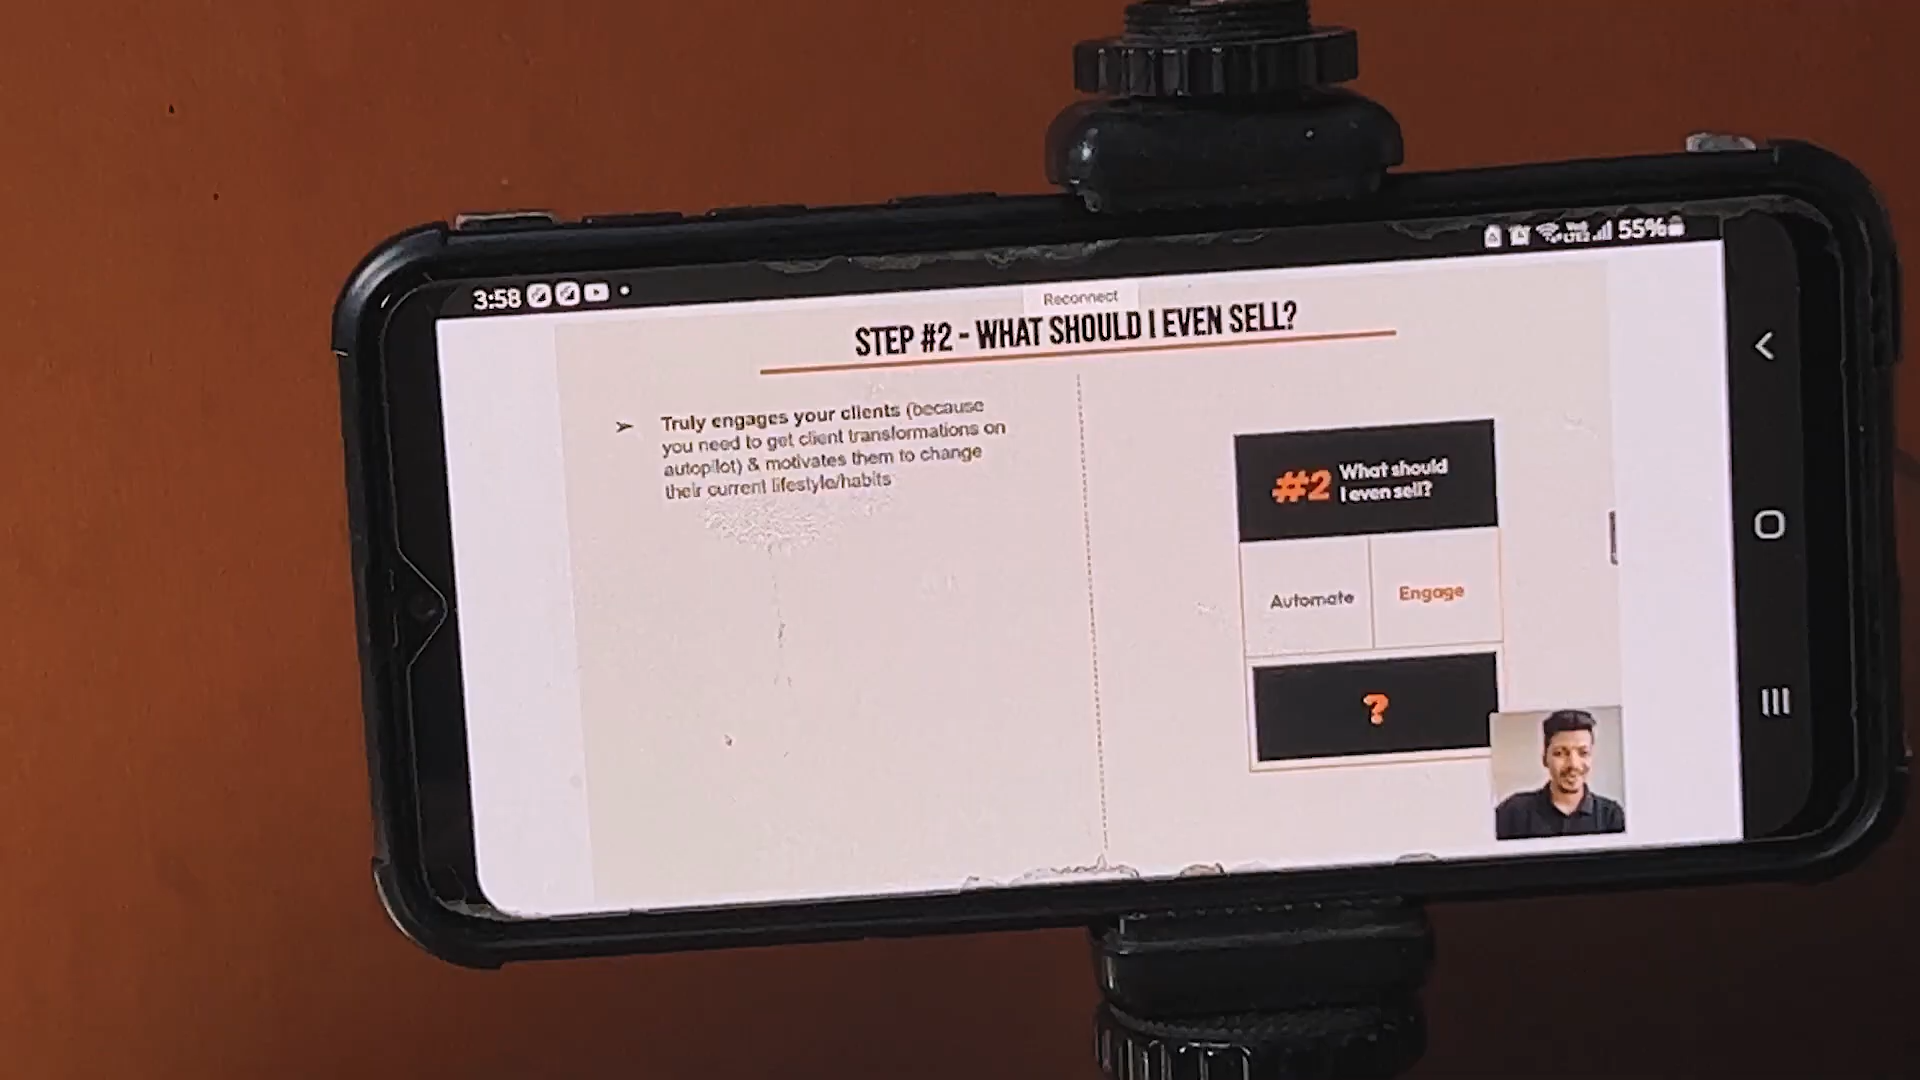 3:58
55%
Reconnect
STEP #2 - WHAT SHOULD I EVEN SELL?
➢ Truly engages your clients (because
you need to get client transformations on
autopilot) & motivates them to change
their current lifestyle/habits
#2 What should
I even sell?
Automate
Engage
?